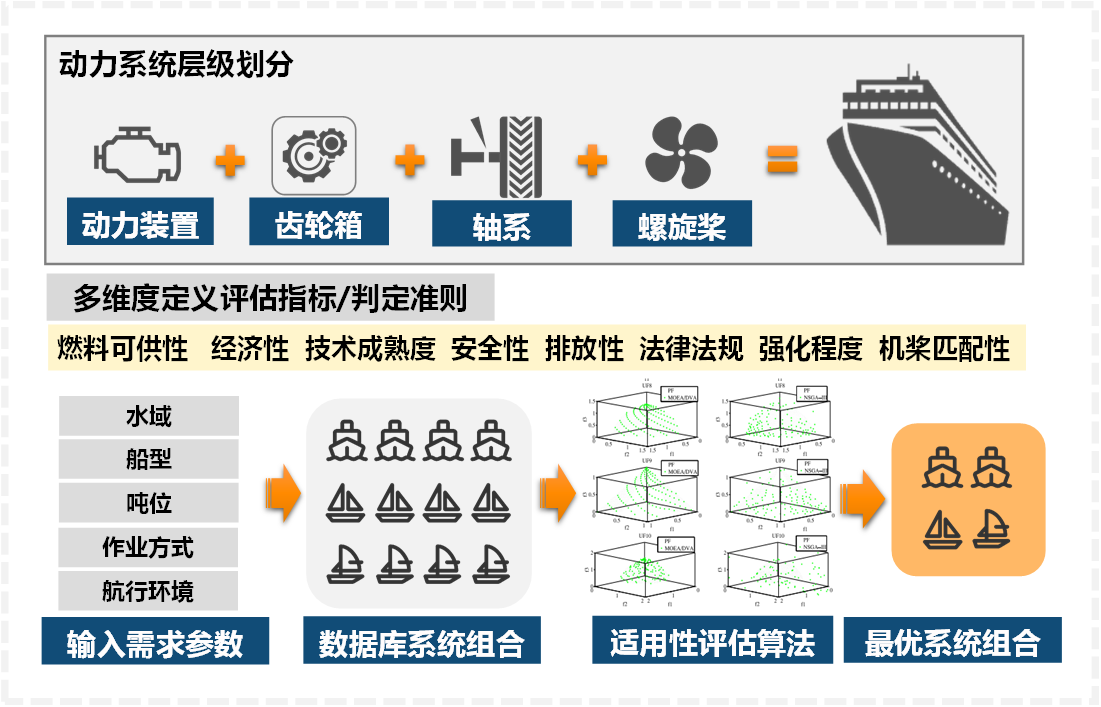 动力系统层级划分
动力装置
齿轮箱
轴系
螺旋桨
多维度定义评估指标/判定准则
燃料可供性 经济性 技术成熟度 安全性 排放性 法律法规 强化程度 机桨匹配性
水域
船型
吨位
作业方式
航行环境
UF8
PF
MOEA/DVA
UF8
PF
NSGA-III
UF9
PF
MOEA/DVA
UF9
PF
NSGA-III
UF10
PF
MOEA/DVA
UF10
PF
输入需求参数
数据库系统组合
适用性评估算法
最优系统组合